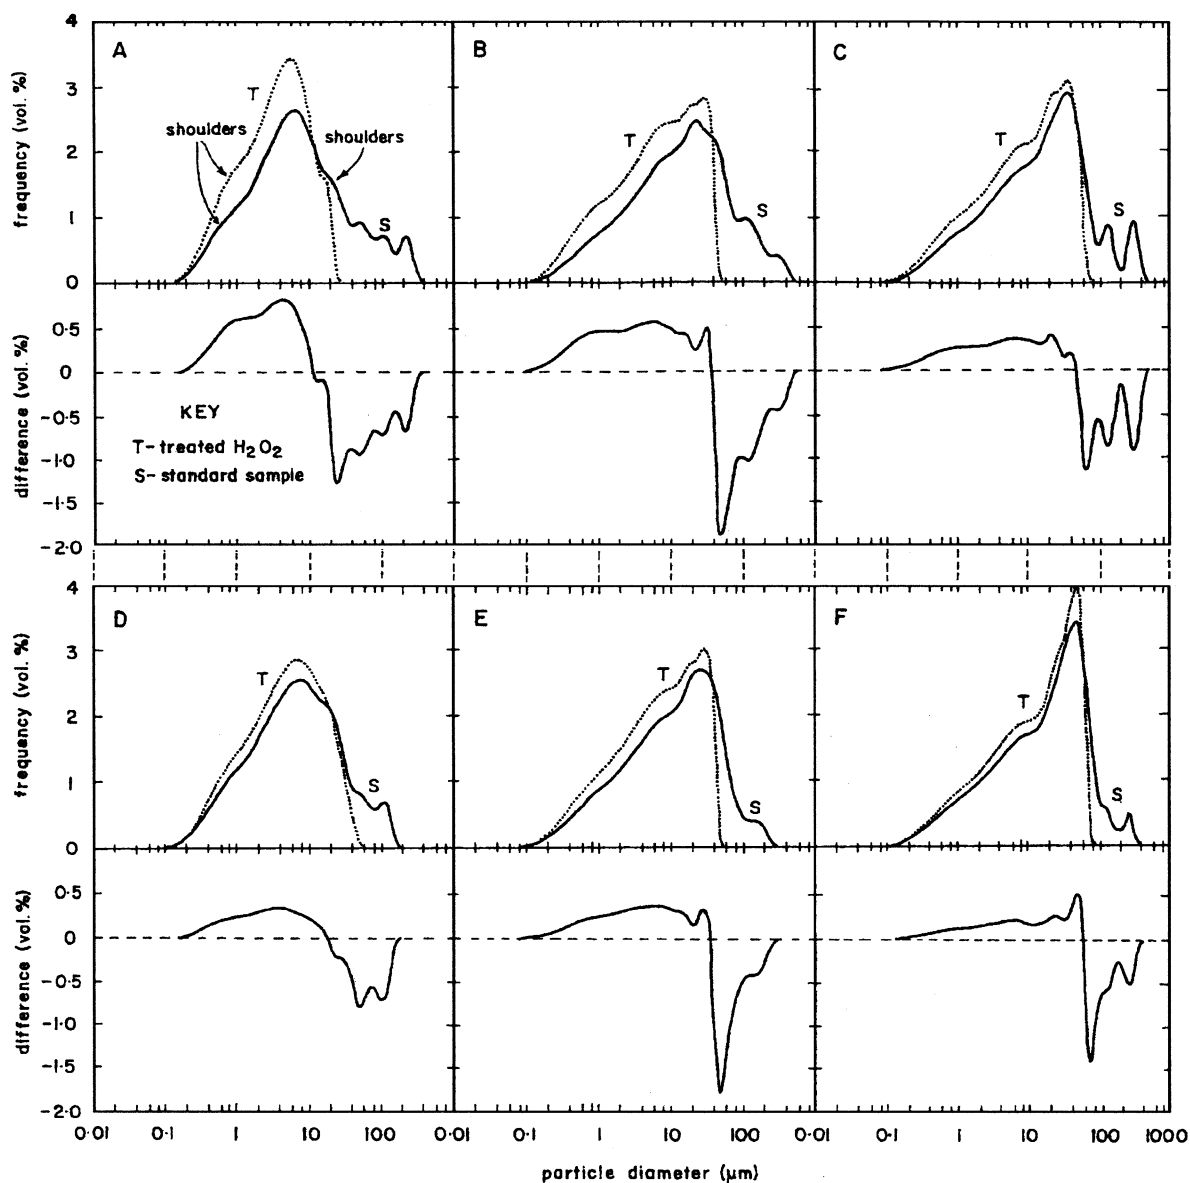 4
3
2
1
0
frequency (vol. %)
A
T
shoulders
shoulders
S
B
T
S
C
T
S
0·5
0
-0·5
-1·0
-1·5
-2·0
difference (vol. %)
KEY
T-treated H2O2
S-standard sample
4
3
2
1
0
frequency (vol. %)
D
T
S
E
T
S
F
T
S
0·5
0
-0·5
-1·0
-1·5
-2·0
difference (vol. %)
0·01 0·1 1 10 100 0·01 0·1 1 10 100 0·01 0·1 1 10 100 1000
particle diameter (µm)